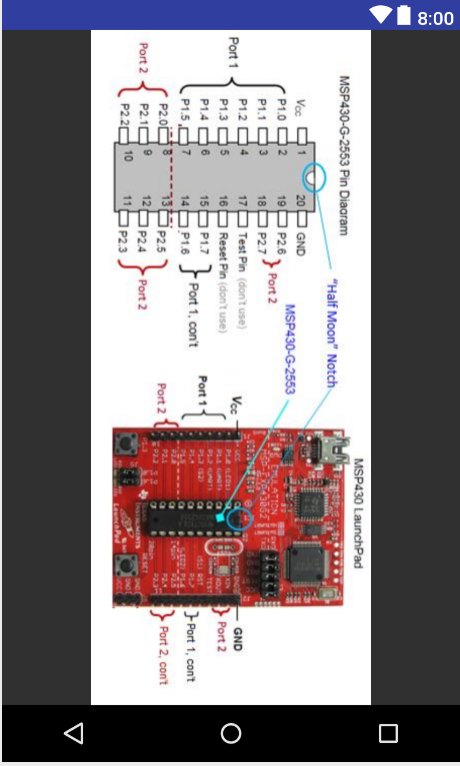 8:00
MSP430-G-2553 Pin Diagram
Port 1
Port 2
Vcc
P1.0
P1.1
P1.2
P1.3
P1.4
P1.5
P2.0
P2.1
P2.2
1
2
3
4
5
6
7
8
9
10
20
19
18
17
16
15
14
13
12
11
GND
P2.6
P2.7
Test Pin (don't use)
Reset Pin (don't use)
P1.7
P1.6
P2.5
P2.4
P2.3
Port 2
Port 1, con't
Port 2
"Half Moon" Notch
MSP430-G-2553
MSP430 LaunchPad
Vcc
Port 1
Port 2
EMULATION
RESET
GND
Port 2
Port 1, con't
Port 2, con't